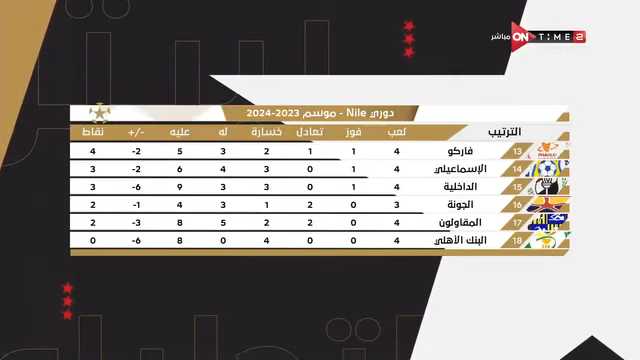 مباشر ON TIME 2
دوري Nile - موسم 2023-2024
الترتيب لعب فوز تعادل خسارة له عليه +/- نقاط
13 فاركو 4 1 1 2 3 5 -2 4
14 الإسماعيلي 4 1 0 3 4 6 -2 3
15 الداخلية 4 1 0 3 3 9 -6 3
16 الجونة 3 0 2 1 3 4 -1 2
17 المقاولون 4 0 2 2 5 8 -3 2
18 البنك الأهلي 4 0 0 4 0 8 -6 0